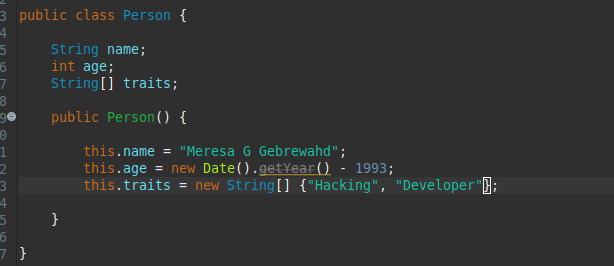 3 public class Person {
4
5 String name;
6 int age;
7 String[] traits;
8
9 public Person() {
0
1 this.name = "Meresa G Gebrewahd";
2 this.age = new Date().getYear() - 1993;
3 this.traits = new String[] {"Hacking", "Developer"};
4
5 }
6
7 }